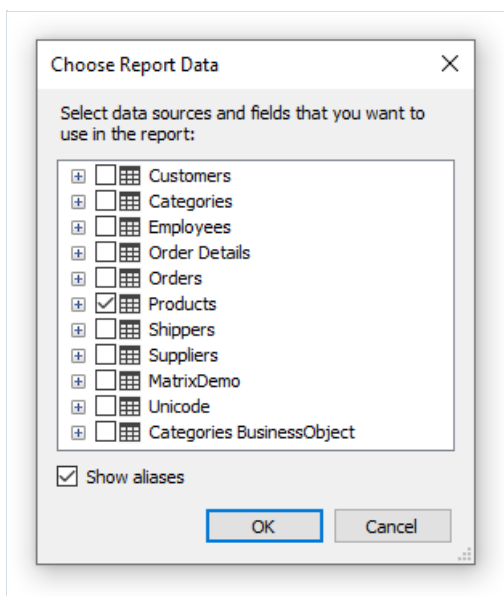 Choose Report Data
Select data sources and fields that you want to
use in the report:
Customers
Categories
Employees
Order Details
Orders
Products
Shippers
Suppliers
MatrixDemo
Unicode
Categories BusinessObject
Show aliases
OK
Cancel